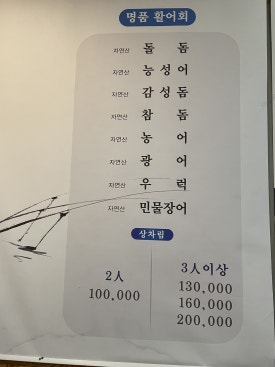 명품 활어회
자연산 돌 돔
자연산 능 성 어
자연산 감 성 돔
자연산 참 돔
자연산 농 어
자연산 광 어
자연산 우 럭
자연산 민물장어
상차림
2人
100,000
3人이상
130,000
160,000
200,000